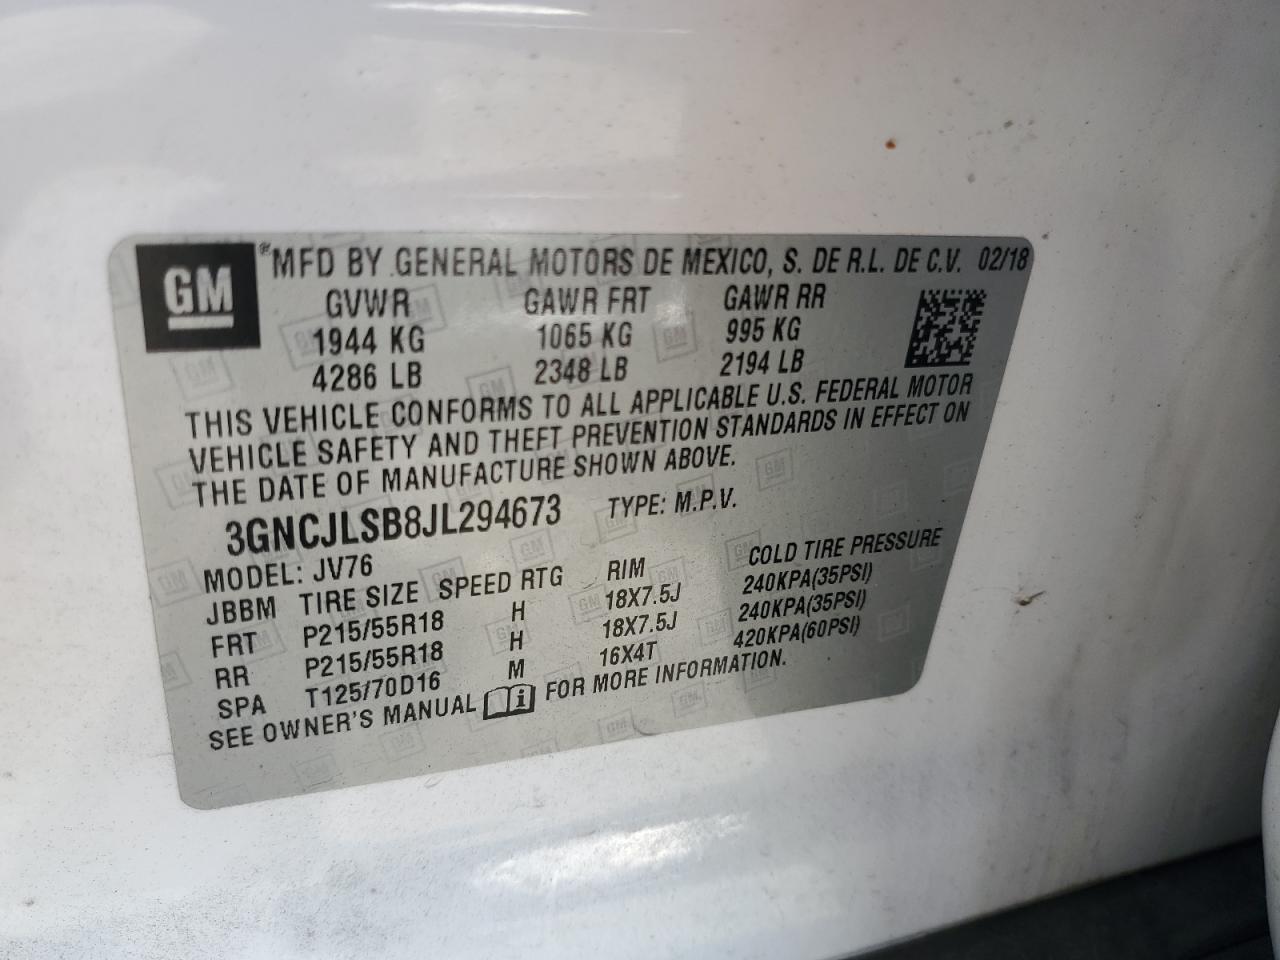 GM ® MFD BY GENERAL MOTORS DE MEXICO, S. DE R.L. DE C.V. 02/18
GVWR GAWR FRT GAWR RR
1944 KG 1065 KG 995 KG
4286 LB 2348 LB 2194 LB
THIS VEHICLE CONFORMS TO ALL APPLICABLE U.S. FEDERAL MOTOR
VEHICLE SAFETY AND THEFT PREVENTION STANDARDS IN EFFECT ON
THE DATE OF MANUFACTURE SHOWN ABOVE.
3GNCJLSB8JL294673 TYPE: M.P.V.
MODEL: JV76
JBBM TIRE SIZE SPEED RTG RIM COLD TIRE PRESSURE
FRT P215/55R18 H 18X7.5J 240KPA(35PSI)
RR P215/55R18 H 18X7.5J 240KPA(35PSI)
SPA T125/70D16 M 16X4T 420KPA(60PSI)
SEE OWNER'S MANUAL i FOR MORE INFORMATION.